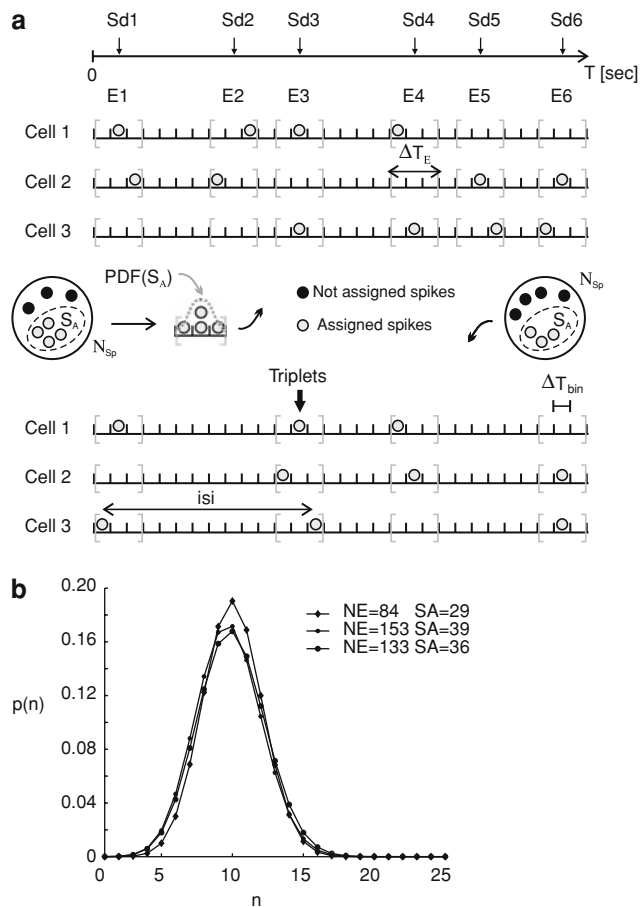 a
Sd1 Sd2 Sd3 Sd4 Sd5 Sd6
0 T [sec]
E1 E2 E3 E4 E5 E6
Cell 1
ΔT_E
Cell 2
Cell 3
PDF(S_A)
S_A
N_Sp
Not assigned spikes
Assigned spikes
N_Sp
S_A
Triplets
ΔT_bin
Cell 1
Cell 2
isi
Cell 3
b
0.20
0.16
0.12
0.08
0.04
0
p(n)
NE=84 SA=29
NE=153 SA=39
NE=133 SA=36
0 5 10 15 20 25
n